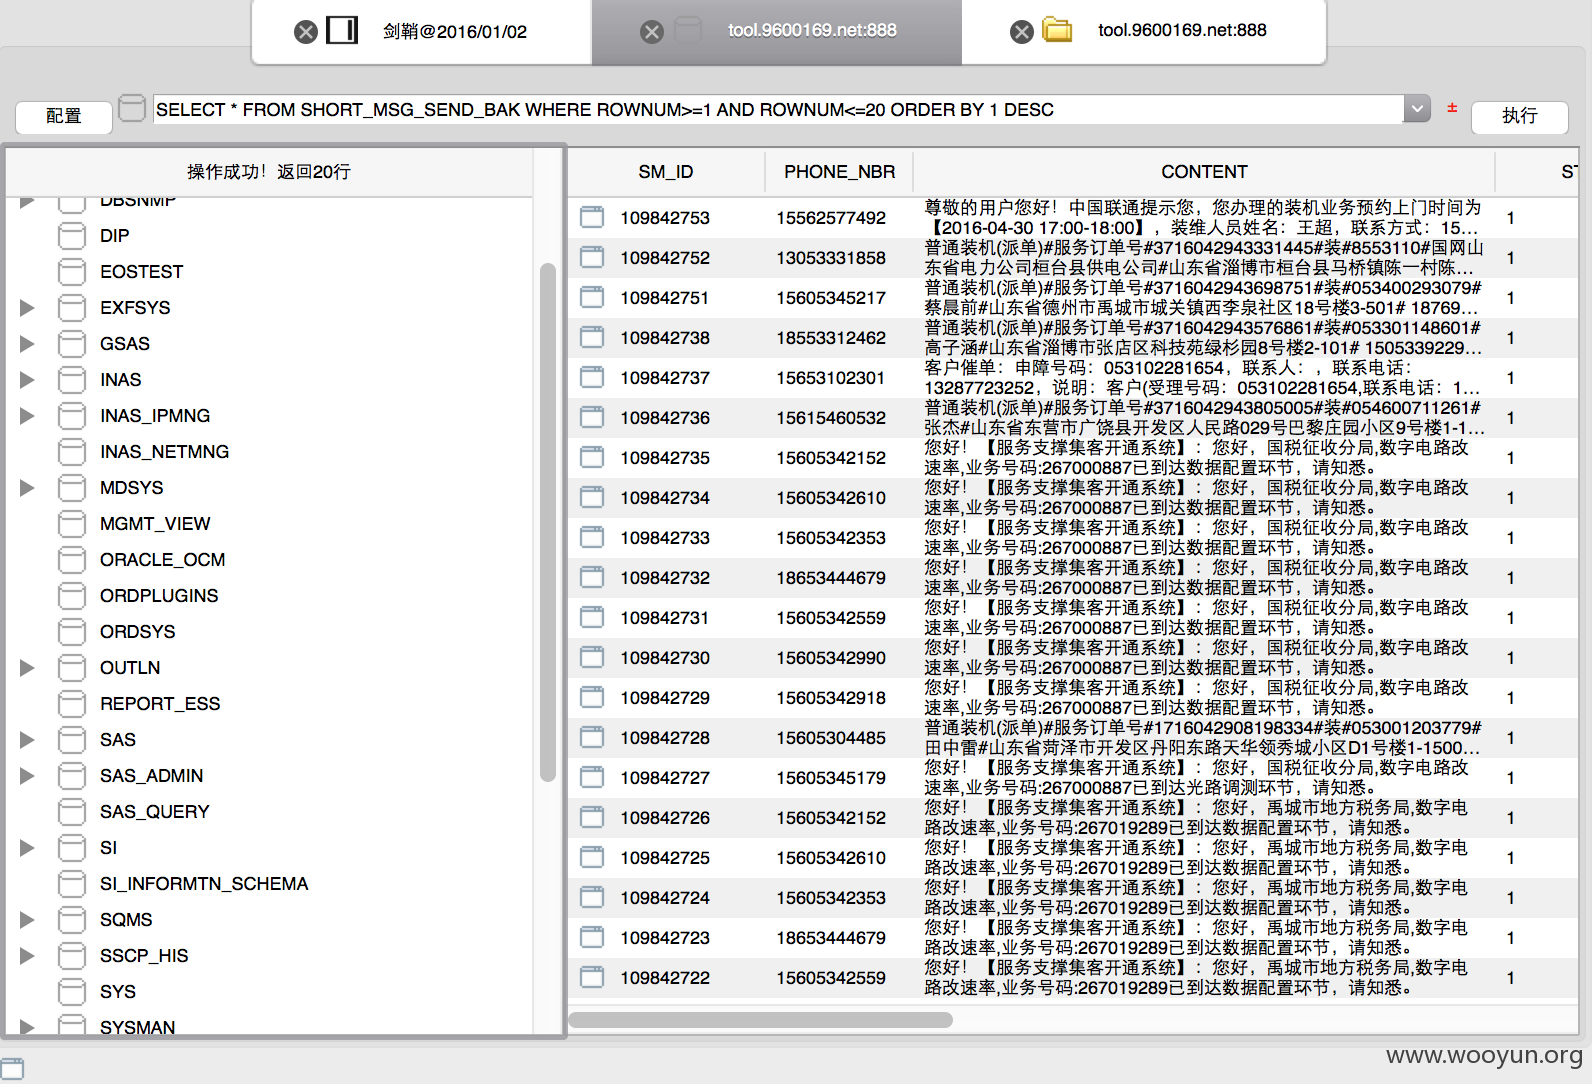 剑鞘@2016/01/02
tool.9600169.net:888
tool.9600169.net:888
配置
SELECT * FROM SHORT_MSG_SEND_BAK WHERE ROWNUM>=1 AND ROWNUM<=20 ORDER BY 1 DESC
±
执行
操作成功！返回20行
DBSNMP
DIP
EOSTEST
EXFSYS
GSAS
INAS
INAS_IPMNG
INAS_NETMNG
MDSYS
MGMT_VIEW
ORACLE_OCM
ORDPLUGINS
ORDSYS
OUTLN
REPORT_ESS
SAS
SAS_ADMIN
SAS_QUERY
SI
SI_INFORMTN_SCHEMA
SQMS
SSCP_HIS
SYS
SYSMAN
SM_ID PHONE_NBR CONTENT ST
109842753 15562577492 尊敬的用户您好！中国联通提示您，您办理的装机业务预约上门时间为 1
【2016-04-30 17:00-18:00】，装维人员姓名：王超，联系方式：15...
109842752 13053331858 普通装机(派单)#服务订单号#3716042943331445#装#8553110#国网山 1
东省电力公司桓台县供电公司#山东省淄博市桓台县马桥镇陈一村陈...
109842751 15605345217 普通装机(派单)#服务订单号#3716042943698751#装#053400293079# 1
蔡晨前#山东省德州市禹城市城关镇西李泉社区18号楼3-501# 18769...
109842738 18553312462 普通装机(派单)#服务订单号#3716042943576861#装#053301148601# 1
高子涵#山东省淄博市张店区科技苑绿杉园8号楼2-101# 1505339229...
109842737 15653102301 客户催单：申障号码：053102281654，联系人：，联系电话： 1
13287723252，说明：客户(受理号码：053102281654,联系电话：1...
109842736 15615460532 普通装机(派单)#服务订单号#3716042943805005#装#054600711261# 1
张杰#山东省东营市广饶县开发区人民路029号巴黎庄园小区9号楼1-1...
109842735 15605342152 您好！【服务支撑集客开通系统】：您好，国税征收分局,数字电路改 1
速率,业务号码:267000887已到达数据配置环节，请知悉。
109842734 15605342610 您好！【服务支撑集客开通系统】：您好，国税征收分局,数字电路改 1
速率,业务号码:267000887已到达数据配置环节，请知悉。
109842733 15605342353 您好！【服务支撑集客开通系统】：您好，国税征收分局,数字电路改 1
速率,业务号码:267000887已到达数据配置环节，请知悉。
109842732 18653444679 您好！【服务支撑集客开通系统】：您好，国税征收分局,数字电路改 1
速率,业务号码:267000887已到达数据配置环节，请知悉。
109842731 15605342559 您好！【服务支撑集客开通系统】：您好，国税征收分局,数字电路改 1
速率,业务号码:267000887已到达数据配置环节，请知悉。
109842730 15605342990 您好！【服务支撑集客开通系统】：您好，国税征收分局,数字电路改 1
速率,业务号码:267000887已到达数据配置环节，请知悉。
109842729 15605342918 您好！【服务支撑集客开通系统】：您好，国税征收分局,数字电路改 1
速率,业务号码:267000887已到达数据配置环节，请知悉。
109842728 15605304485 普通装机(派单)#服务订单号#1716042908198334#装#053001203779# 1
田中雷#山东省菏泽市开发区丹阳东路天华领秀城小区D1号楼1-1500...
109842727 15605345179 您好！【服务支撑集客开通系统】：您好，国税征收分局,数字电路改 1
速率,业务号码:267000887已到达光路调测环节，请知悉。
109842726 15605342152 您好！【服务支撑集客开通系统】：您好，禹城市地方税务局,数字电 1
路改速率,业务号码:267019289已到达数据配置环节，请知悉。
109842725 15605342610 您好！【服务支撑集客开通系统】：您好，禹城市地方税务局,数字电 1
路改速率,业务号码:267019289已到达数据配置环节，请知悉。
109842724 15605342353 您好！【服务支撑集客开通系统】：您好，禹城市地方税务局,数字电 1
路改速率,业务号码:267019289已到达数据配置环节，请知悉。
109842723 18653444679 您好！【服务支撑集客开通系统】：您好，禹城市地方税务局,数字电 1
路改速率,业务号码:267019289已到达数据配置环节，请知悉。
109842722 15605342559 您好！【服务支撑集客开通系统】：您好，禹城市地方税务局,数字电 1
路改速率,业务号码:267019289已到达数据配置环节，请知悉。
www.wooyun.org